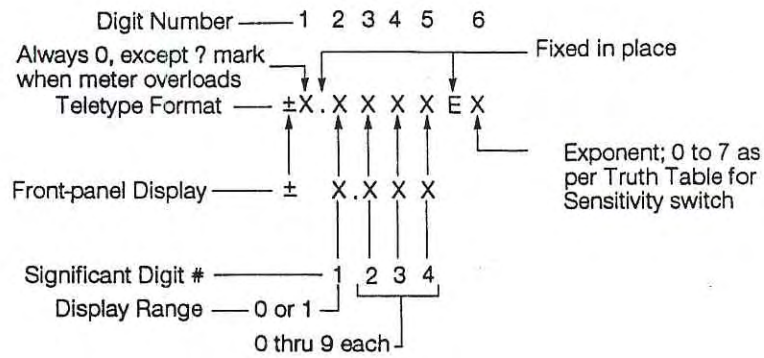 Digit Number 1 2 3 4 5 6
Always 0, except ? mark
when meter overloads
Fixed in place
Teletype Format ±X.XXXXEX
Exponent; 0 to 7 as
per Truth Table for
Sensitivity switch
Front-panel Display ± X.XXX
Significant Digit # 1 2 3 4
Display Range 0 or 1
0 thru 9 each